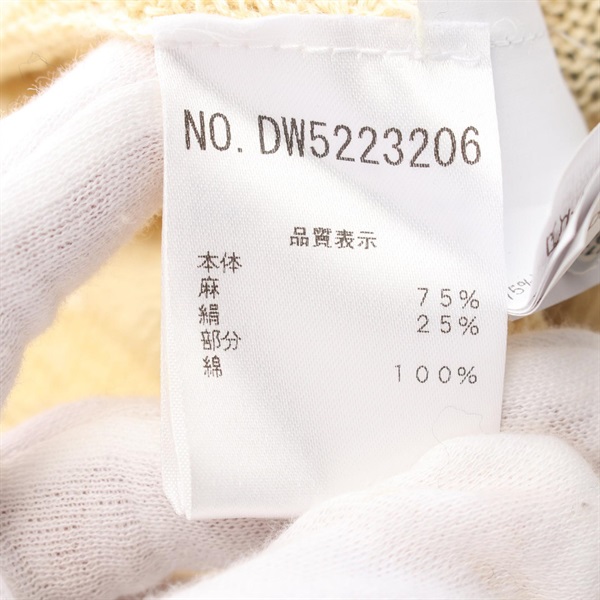 NO. DW5223206
品質表示
本体
麻 75%
絹 25%
部分
綿 100%